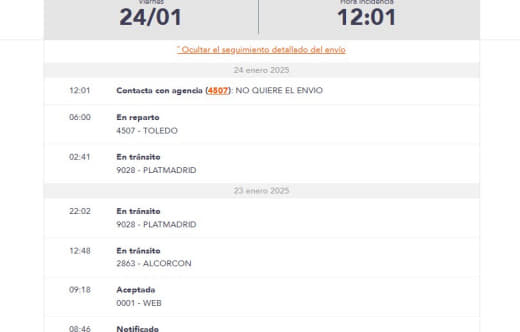 Viernes
24/01
Hora incidencia
12:01
Ocultar el seguimiento detallado del envío
24 enero 2025
12:01 Contacta con agencia (4507): NO QUIERE EL ENVIO
06:00 En reparto
4507 - TOLEDO
02:41 En tránsito
9028 - PLATMADRID
23 enero 2025
22:02 En tránsito
9028 - PLATMADRID
12:48 En tránsito
2863 - ALCORCON
09:18 Aceptada
0001 - WEB
08:46 Notificado